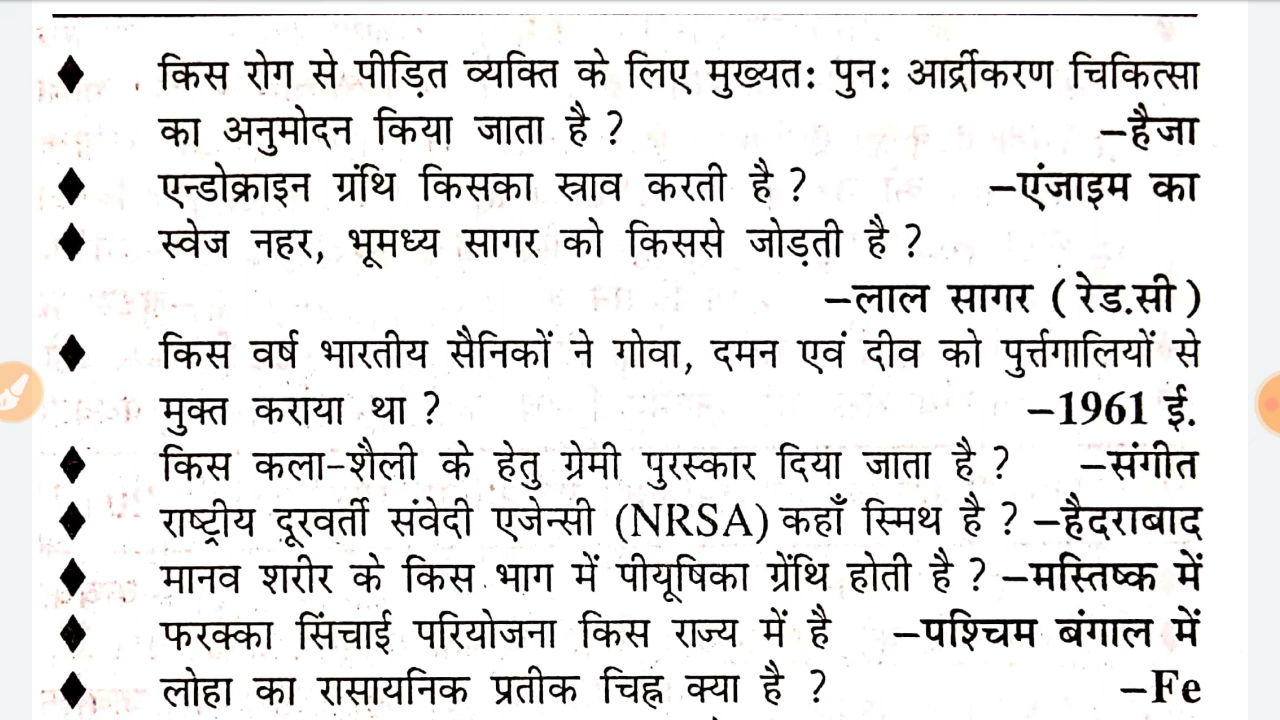 ♦ किस रोग से पीड़ित व्यक्ति के लिए मुख्यत: पुन: आर्द्रीकरण चिकित्सा
का अनुमोदन किया जाता है ? –हैजा
♦ एन्डोक्राइन ग्रंथि किसका स्राव करती है ? –एंजाइम का
♦ स्वेज नहर, भूमध्य सागर को किससे जोड़ती है ?
–लाल सागर ( रेड.सी )
♦ किस वर्ष भारतीय सैनिकों ने गोवा, दमन एवं दीव को पुर्त्तगालियों से
मुक्त कराया था ? –1961 ई.
♦ किस कला-शैली के हेतु ग्रेमी पुरस्कार दिया जाता है ? –संगीत
♦ राष्ट्रीय दूरवर्ती संवेदी एजेन्सी (NRSA) कहाँ स्मिथ है ? –हैदराबाद
♦ मानव शरीर के किस भाग में पीयूषिका ग्रेंथि होती है ? –मस्तिष्क में
♦ फरक्का सिंचाई परियोजना किस राज्य में है –पश्चिम बंगाल में
♦ लोहा का रासायनिक प्रतीक चिह्न क्या है ? –Fe